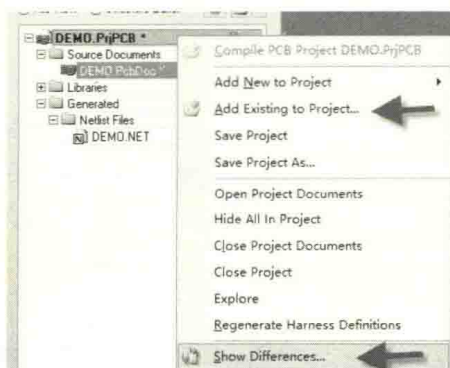 DEMO.PrjPCB *
Source Documents
DEMO.PcbDoc *
Libraries
Generated
Netlist Files
DEMO.NET
Compile PCB Project DEMO.PrjPCB
Add New to Project
Add Existing to Project...
Save Project
Save Project As...
Open Project Documents
Hide All In Project
Close Project Documents
Close Project
Explore
Regenerate Harness Definitions
Show Differences...